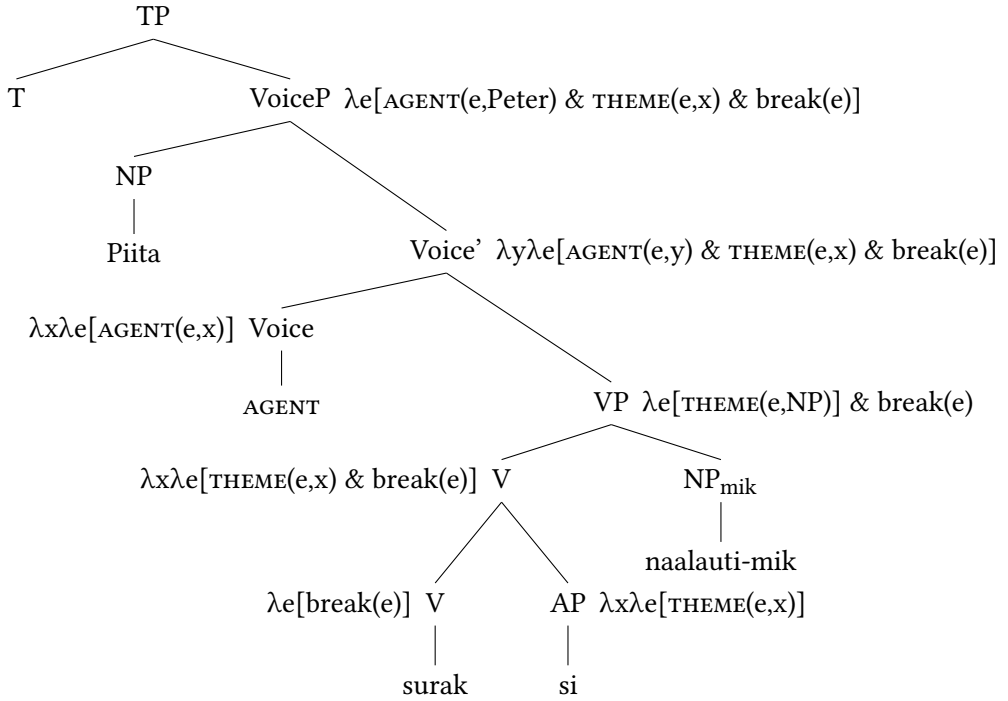 TP
T VoiceP λe[AGENT(e,Peter) & THEME(e,x) & break(e)]
NP
Piita Voice’ λyλe[AGENT(e,y) & THEME(e,x) & break(e)]
λxλe[AGENT(e,x)] Voice
AGENT VP λe[THEME(e,NP)] & break(e)
λxλe[THEME(e,x) & break(e)] V NPmik
naalauti-mik
λe[break(e)] V AP λxλe[THEME(e,x)]
surak si